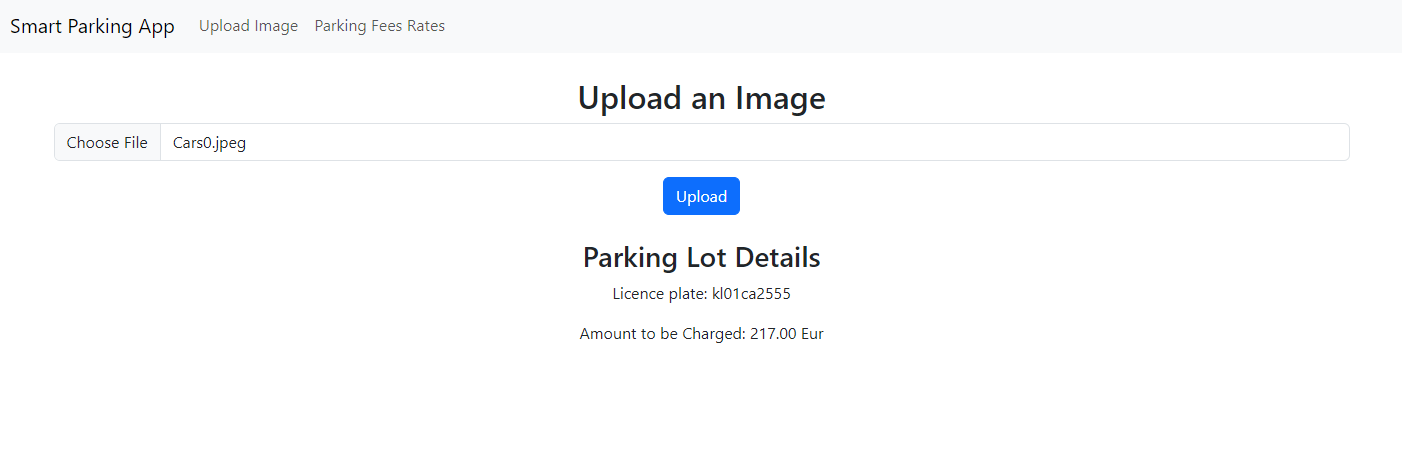 Smart Parking App Upload Image Parking Fees Rates
Upload an Image
Choose File Cars0.jpeg
Upload
Parking Lot Details
Licence plate: kl01ca2555
Amount to be Charged: 217.00 Eur